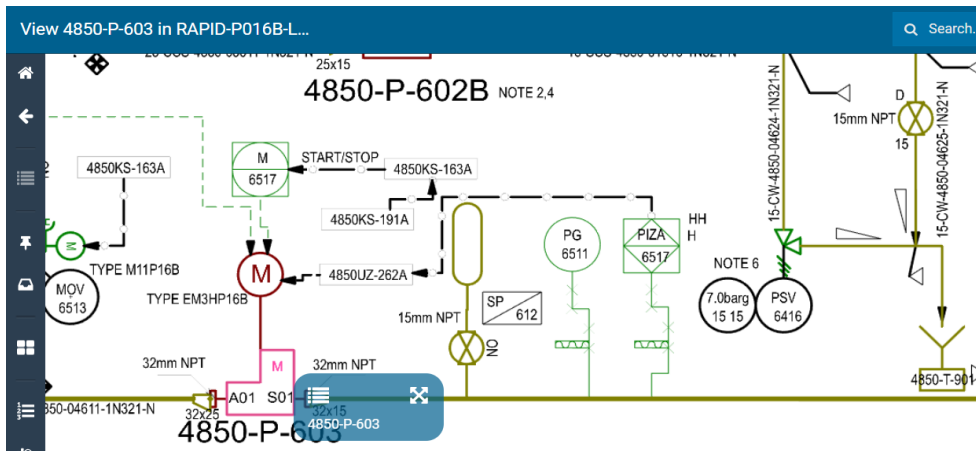 View 4850-P-603 in RAPID-P016B-L...
Search.
25x15
4850-P-602B NOTE 2,4
4850KS-163A
M
6517
START/STOP
4850KS-163A
4850KS-191A
M
TYPE M11P16B
MOV
6513
M
TYPE EM3HP16B
4850UZ-262A
PG
6511
PIZA
6517
HH
H
SP
612
15mm NPT
NO
15-CW-4850-04624-1N321-N
D
15mm NPT
15
15-CW-4850-04625-1N321-N
NOTE 6
7.0barg
15 15
PSV
6416
4850-T-901
32mm NPT
M
32mm NPT
A01 S01
850-04611-1N321-N
32x25
32x15
4850-P-603
4850-P-603